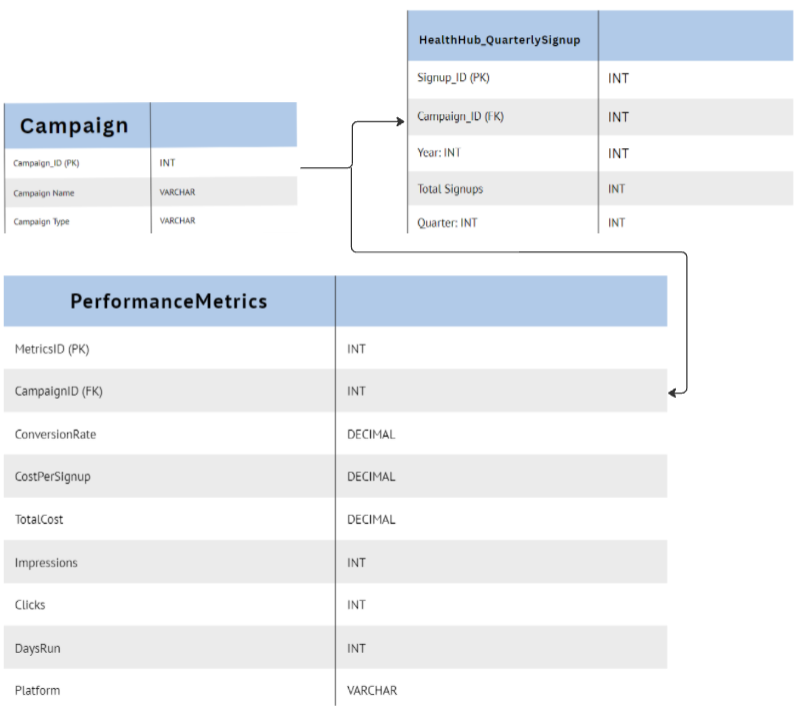 HealthHub_QuarterlySignup
Signup_ID (PK) INT
Campaign_ID (FK) INT
Year: INT INT
Total Signups INT
Quarter: INT INT
Campaign
Campaign_ID (PK) INT
Campaign Name VARCHAR
Campaign Type VARCHAR
PerformanceMetrics
MetricsID (PK) INT
CampaignID (FK) INT
ConversionRate DECIMAL
CostPerSignup DECIMAL
TotalCost DECIMAL
Impressions INT
Clicks INT
DaysRun INT
Platform VARCHAR